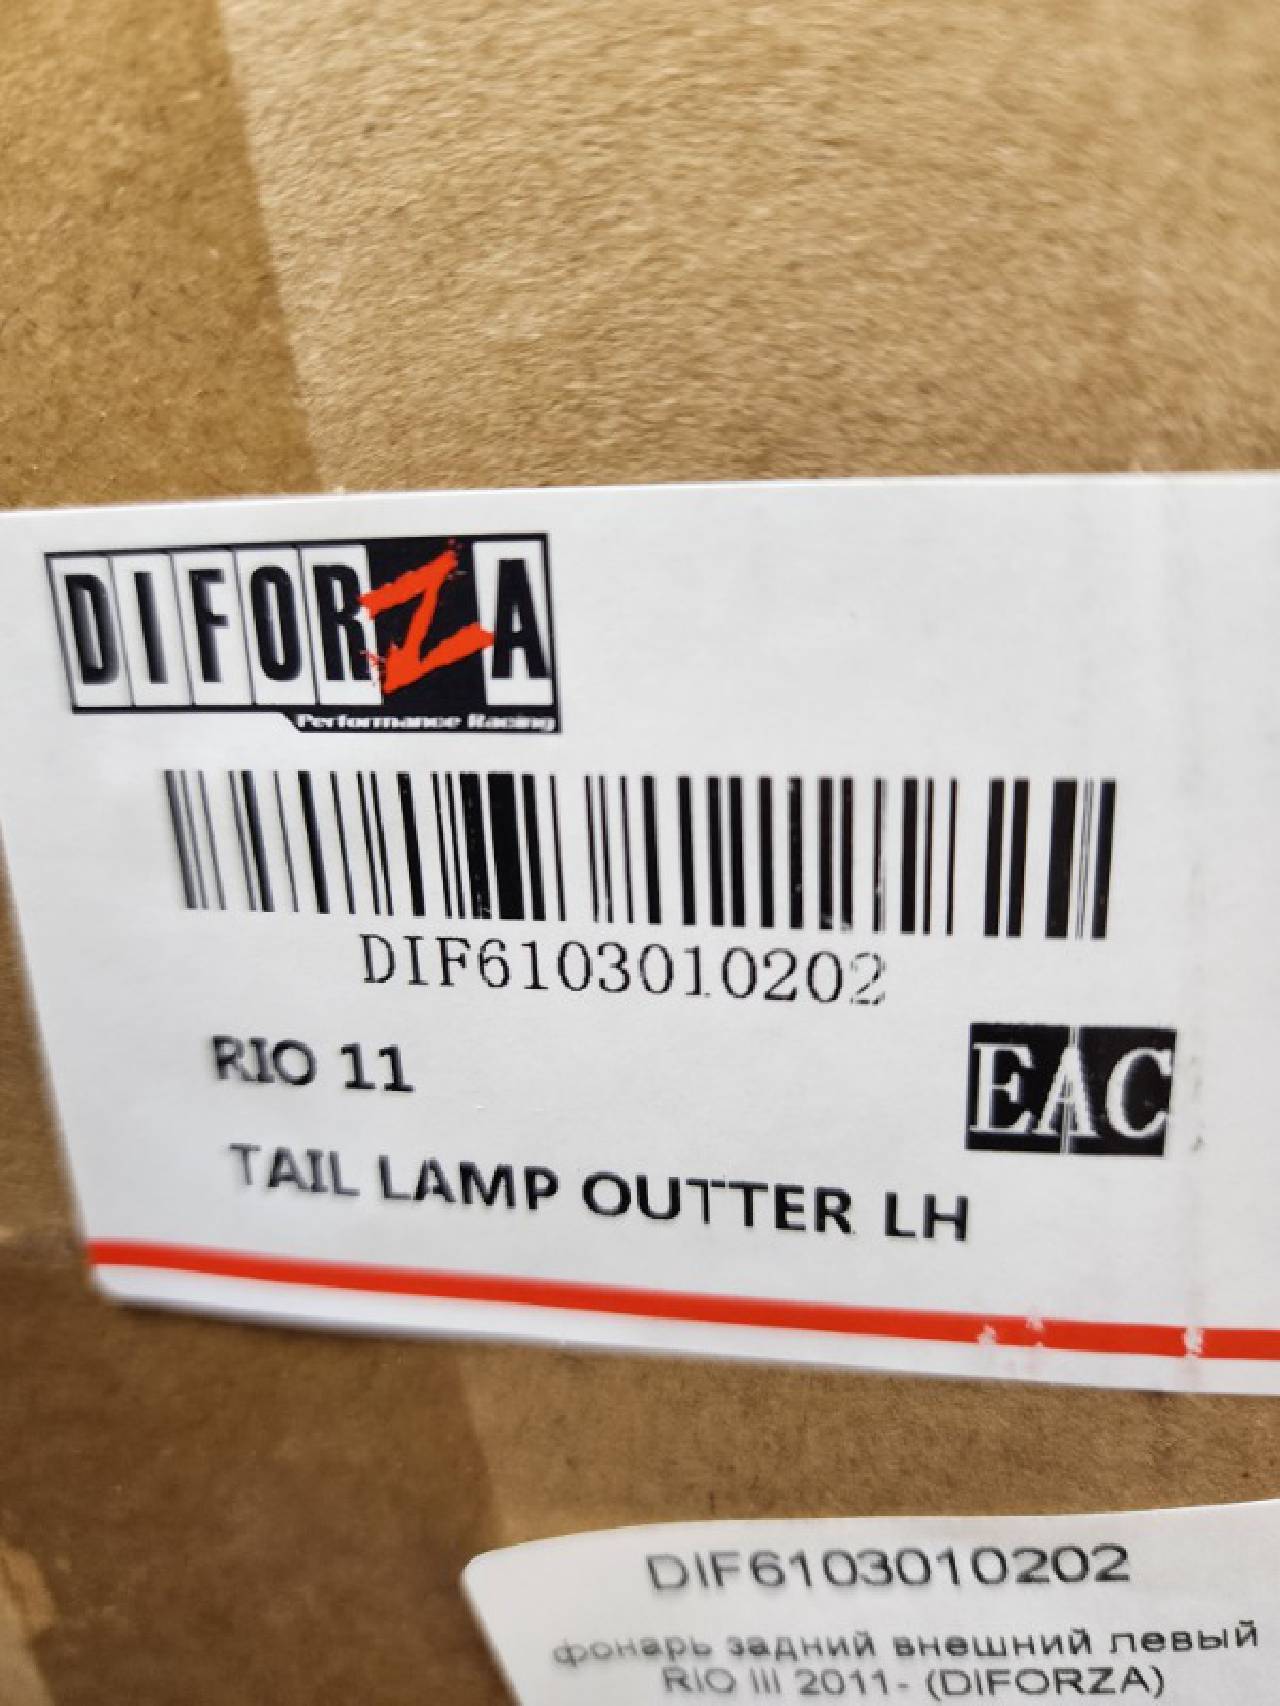 DIFORZA
Performance Racing
DIF6103010202
RIO 11
EAC
TAIL LAMP OUTTER LH
DIF6103010202
фонарь задний внешний левый
RIO III 2011- (DIFORZA)